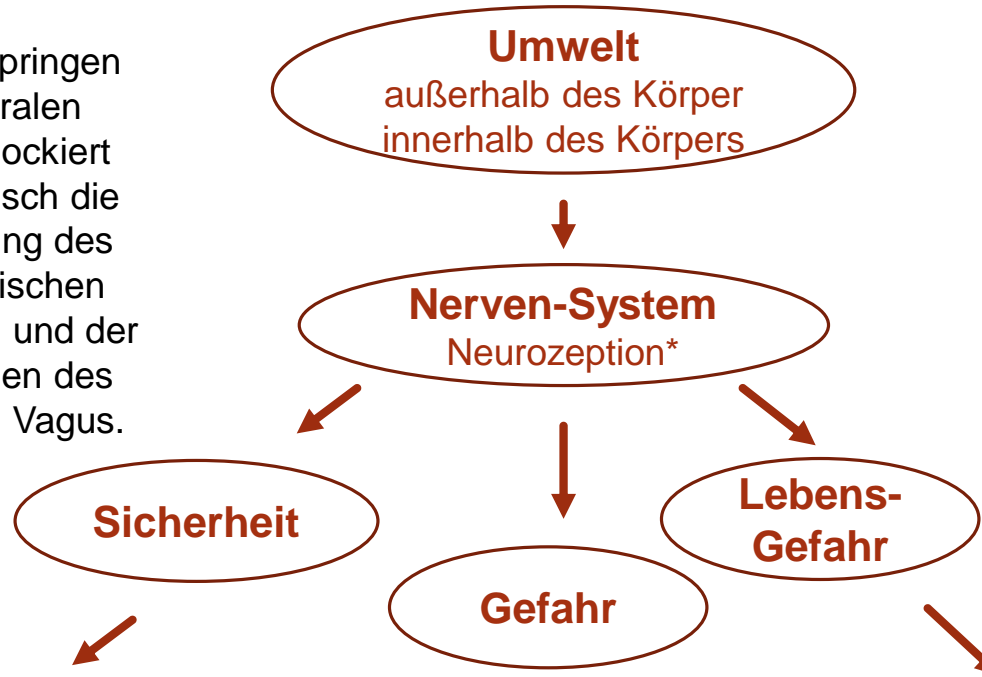 pringen
ralen
ockiert
sch die
ng des
ischen
und der
en des
Vagus.
Umwelt
außerhalb des Körper
innerhalb des Körpers
Nerven-System
Neurozeption*
Sicherheit
Gefahr
Lebens-
Gefahr